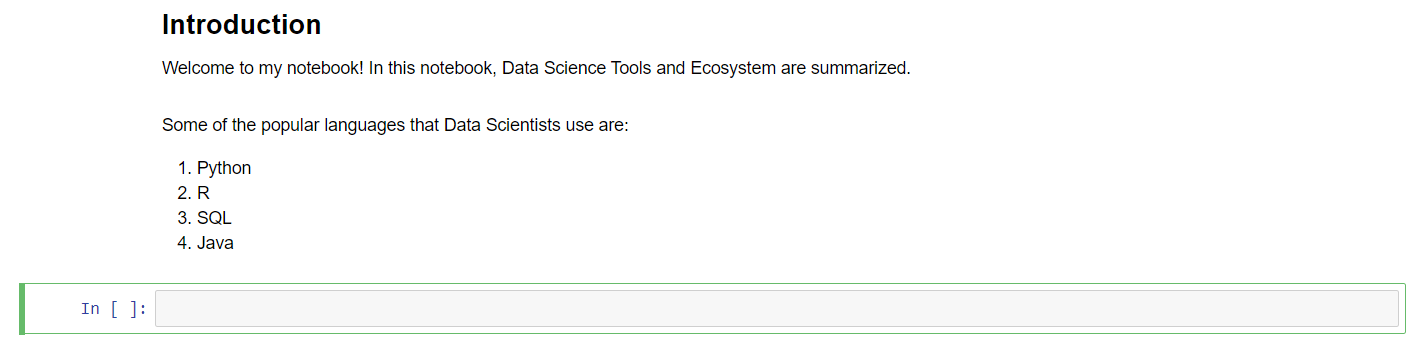 Introduction
Welcome to my notebook! In this notebook, Data Science Tools and Ecosystem are summarized.
Some of the popular languages that Data Scientists use are:
1. Python
2. R
3. SQL
4. Java
In [ ]: